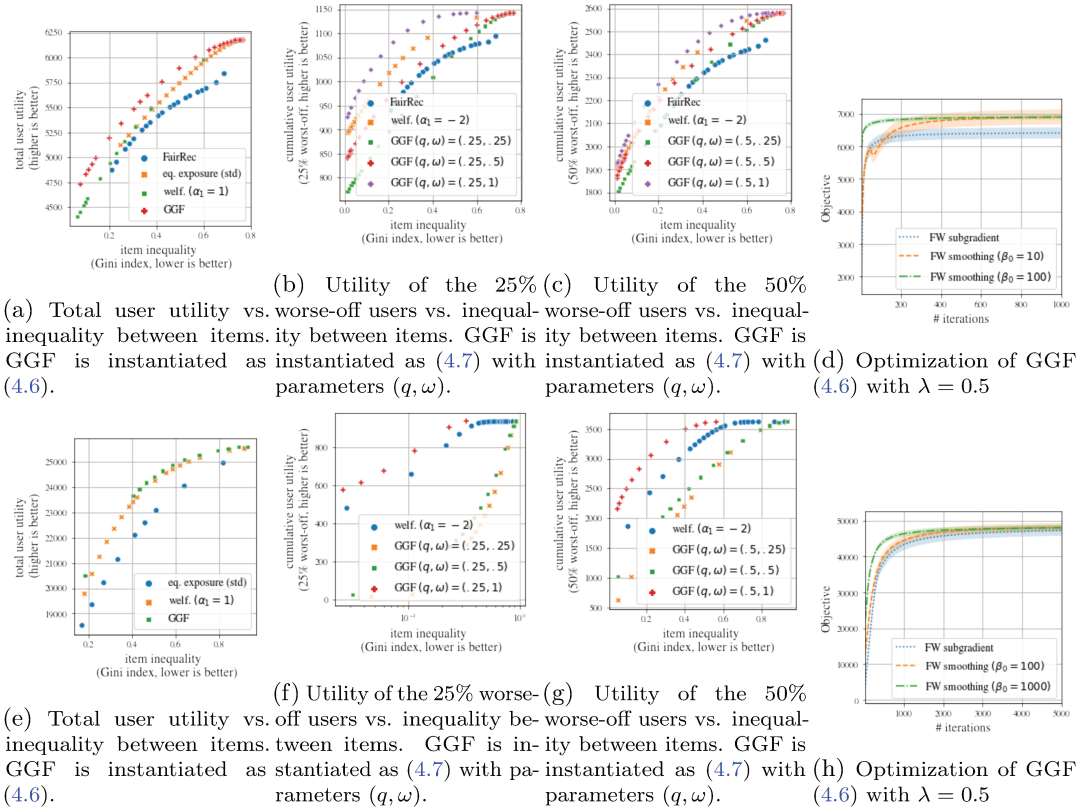 6250
6000
5750
5500
5250
5000
4750
4500
0.0
0.2
0.4
0.6
0.8
total user utility
(higher is better)
FairRec
eq. exposure (std)
welf. (α₁ = 1)
GGF
item inequality
(Gini index, lower is better)
1150
1100
1050
1000
950
900
850
800
0.0
0.2
0.4
0.6
0.8
cumulative user utility
(25% worst-off, higher is better)
FairRec
welf. (α₁ = −2)
GGF (q, ω) = (.25, .25)
GGF (q, ω) = (.25, .5)
GGF (q, ω) = (.25, 1)
item inequality
(Gini index, lower is better)
2600
2500
2400
2300
2200
2100
2000
1900
1800
0.0
0.2
0.4
0.6
0.8
cumulative user utility
(50% worst-off, higher is better)
FairRec
welf. (α₁ = −2)
GGF (q, ω) = (.5, .25)
GGF (q, ω) = (.5, .5)
GGF (q, ω) = (.5, 1)
item inequality
(Gini index, lower is better)
7000
6000
5000
4000
3000
2000
200
400
600
800
1000
Objective
FW subgradient
FW smoothing (β₀ = 10)
FW smoothing (β₀ = 100)
# iterations
(a) Total user utility vs.
inequality between items.
GGF is instantiated as
(4.6).
(b) Utility of the 25%
worse-off users vs. inequal-
ity between items. GGF is
instantiated as (4.7) with
parameters (q, ω).
(c) Utility of the 50%
worse-off users vs. inequal-
ity between items. GGF is
instantiated as (4.7) with
parameters (q, ω).
(d) Optimization of GGF
(4.6) with λ = 0.5
25000
24000
23000
22000
21000
20000
19000
0.2
0.4
0.6
0.8
total user utility
(higher is better)
eq. exposure (std)
welf. (α₁ = 1)
GGF
item inequality
(Gini index, lower is better)
800
600
400
200
0
10⁻¹
10⁰
cumulative user utility
(25% worst-off, higher is better)
welf. (α₁ = −2)
GGF (q, ω) = (.25, .25)
GGF (q, ω) = (.25, .5)
GGF (q, ω) = (.25, 1)
item inequality
(Gini index, lower is better)
3500
3000
2500
2000
1500
1000
500
0.2
0.4
0.6
0.8
cumulative user utility
(50% worst-off, higher is better)
welf. (α₁ = −2)
GGF (q, ω) = (.5, .25)
GGF (q, ω) = (.5, .5)
GGF (q, ω) = (.5, 1)
item inequality
(Gini index, lower is better)
50000
40000
30000
20000
10000
0
1000
2000
3000
4000
5000
Objective
FW subgradient
FW smoothing (β₀ = 100)
FW smoothing (β₀ = 1000)
# iterations
(e) Total user utility vs.
inequality between items.
GGF is instantiated as
(4.6).
(f) Utility of the 25% worse-
off users vs. inequality be-
tween items. GGF is in-
stantiated as (4.7) with pa-
rameters (q, ω).
(g) Utility of the 50%
worse-off users vs. inequal-
ity between items. GGF is
instantiated as (4.7) with
parameters (q, ω).
(h) Optimization of GGF
(4.6) with λ = 0.5